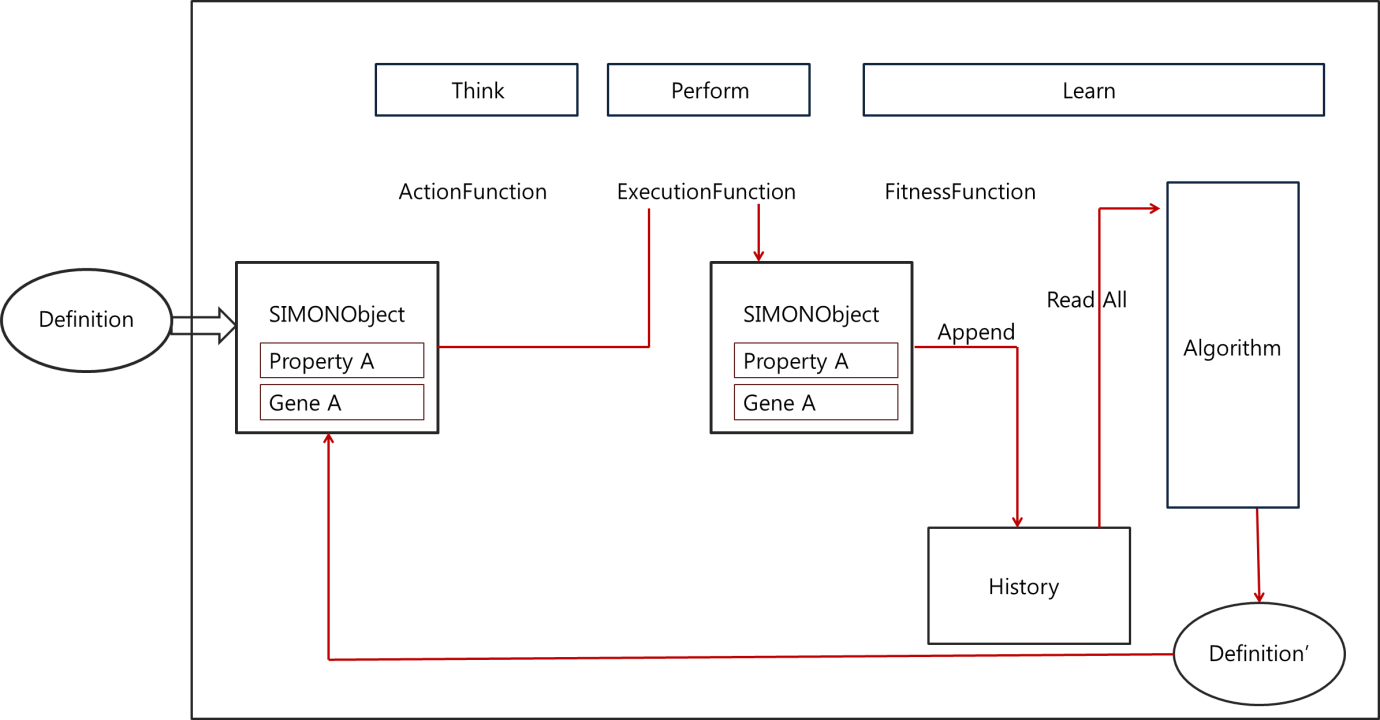 Think
Perform
Learn
ActionFunction
ExecutionFunction
FitnessFunction
Definition
SIMONObject
Property A
Gene A
SIMONObject
Property A
Gene A
Append
Read All
Algorithm
History
Definition’